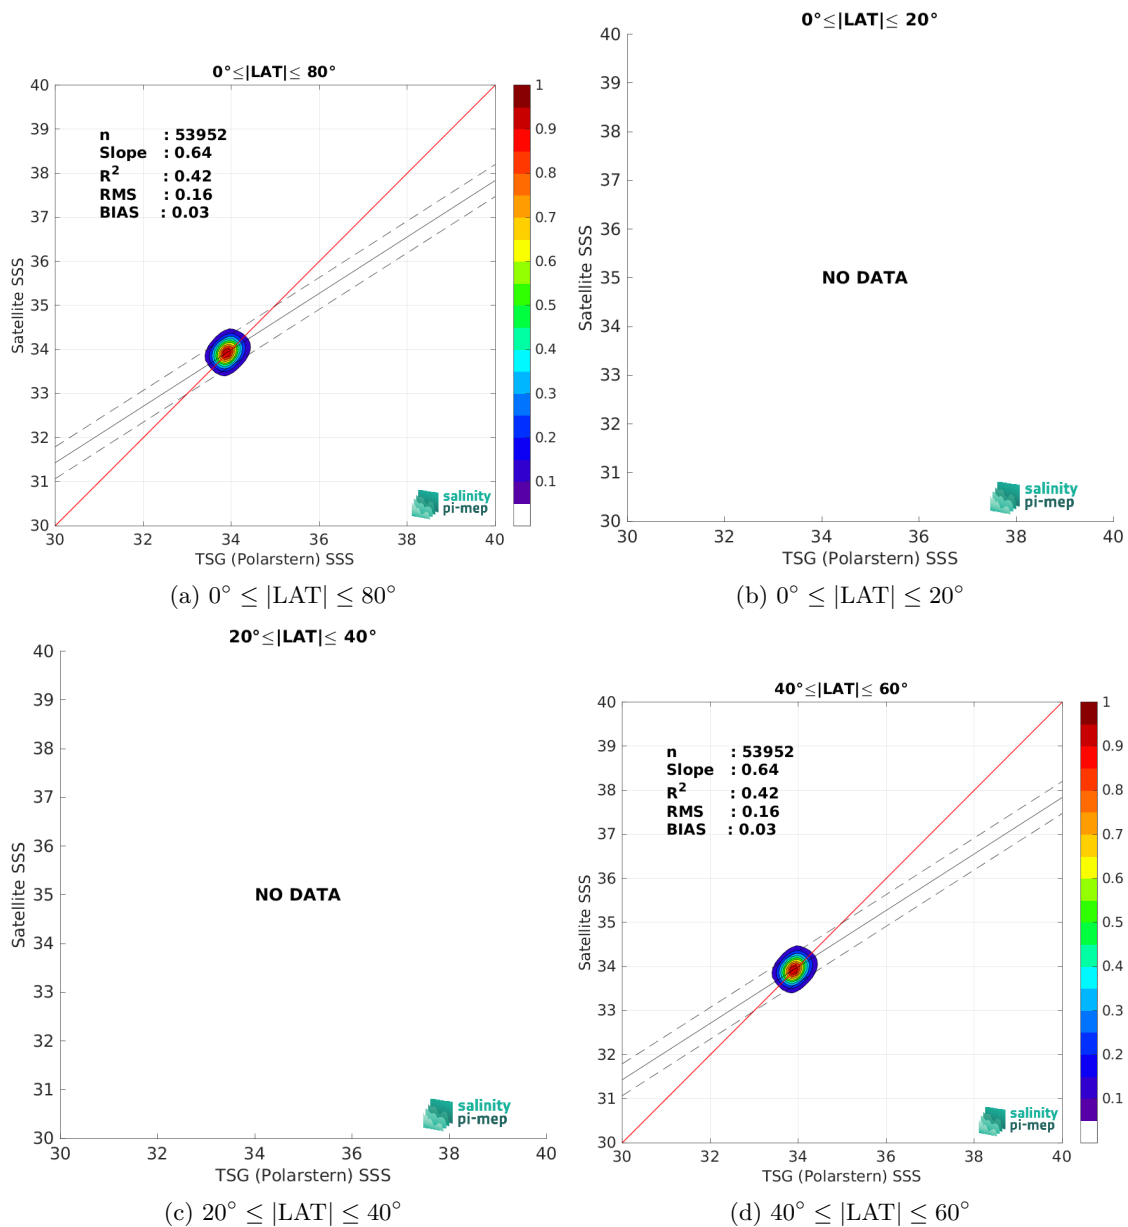 0°≤|LAT|≤ 80°
40
39
38
37
36
35
34
33
32
31
30
Satellite SSS
n : 53952
Slope : 0.64
R² : 0.42
RMS : 0.16
BIAS : 0.03
salinity
pi-mep
30 32 34 36 38 40
TSG (Polarstern) SSS
1
0.9
0.8
0.7
0.6
0.5
0.4
0.3
0.2
0.1
(a) 0° ≤ |LAT| ≤ 80°
0°≤|LAT|≤ 20°
40
39
38
37
36
35
34
33
32
31
30
Satellite SSS
NO DATA
salinity
pi-mep
30 32 34 36 38 40
TSG (Polarstern) SSS
(b) 0° ≤ |LAT| ≤ 20°
20°≤|LAT|≤ 40°
40
39
38
37
36
35
34
33
32
31
30
Satellite SSS
NO DATA
salinity
pi-mep
30 32 34 36 38 40
TSG (Polarstern) SSS
(c) 20° ≤ |LAT| ≤ 40°
40°≤|LAT|≤ 60°
40
39
38
37
36
35
34
33
32
31
30
Satellite SSS
n : 53952
Slope : 0.64
R² : 0.42
RMS : 0.16
BIAS : 0.03
salinity
pi-mep
30 32 34 36 38 40
TSG (Polarstern) SSS
1
0.9
0.8
0.7
0.6
0.5
0.4
0.3
0.2
0.1
(d) 40° ≤ |LAT| ≤ 60°